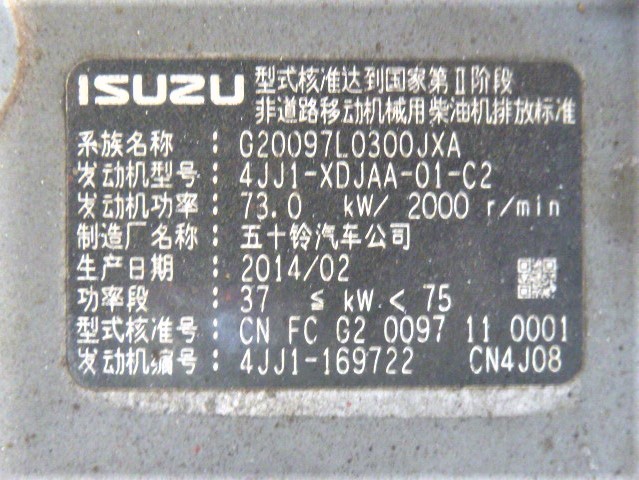 ISUZU 型式核准达到国家第Ⅱ阶段
非道路移动机械用柴油机排放标准
系族名称 : G20097L0300JXA
发动机型号: 4JJ1-XDJAA-01-C2
发动机功率: 73.0 kW/ 2000 r/min
制造厂名称: 五十铃汽车公司
生产日期 : 2014/02
功率段 : 37 ≦ kW < 75
型式核准号: CN FC G2 0097 11 0001
发动机编号: 4JJ1-169722 CN4J08